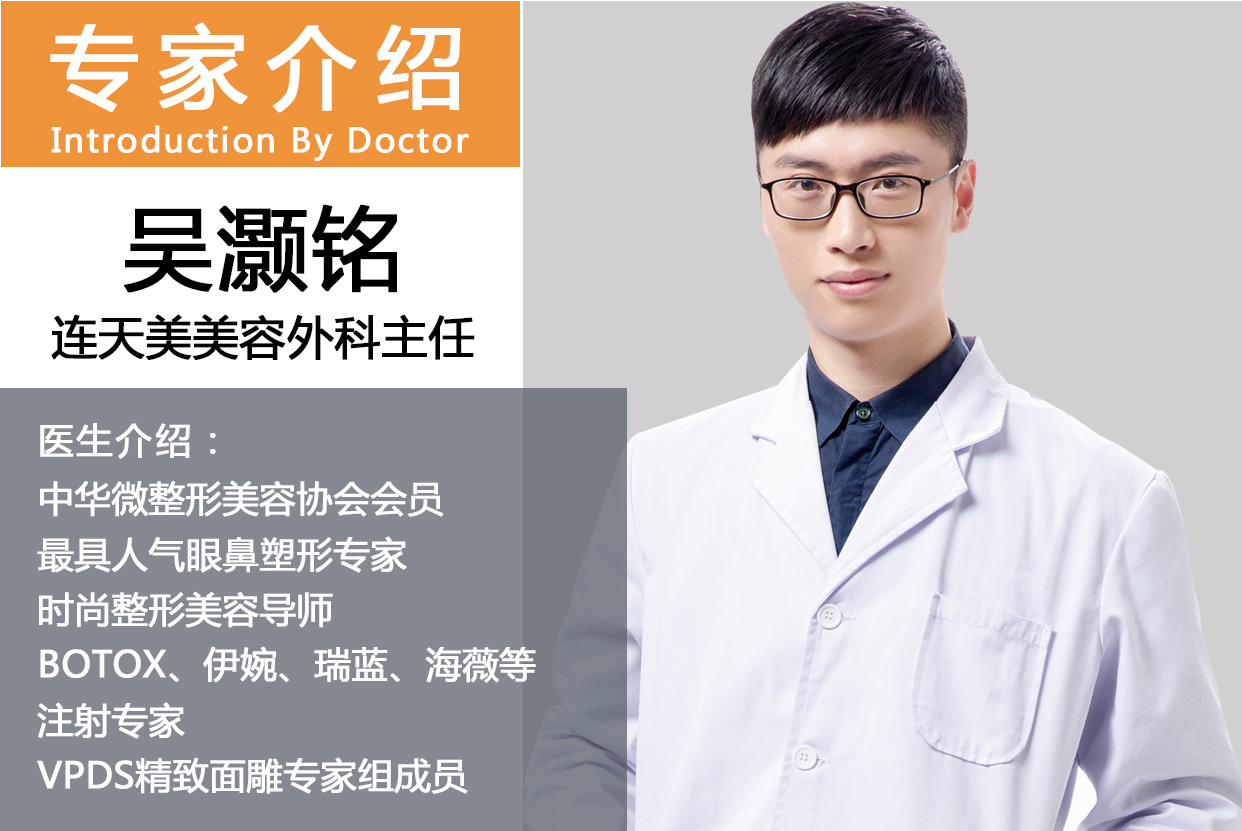 专家介绍
Introduction By Doctor
吴灏铭
连天美美容外科主任
医生介绍：
中华微整形美容协会会员
最具人气眼鼻塑形专家
时尚整形美容导师
BOTOX、伊婉、瑞蓝、海薇等
注射专家
VPDS精致面雕专家组成员